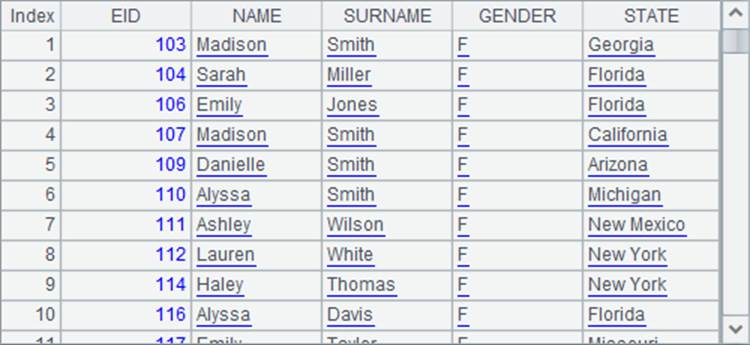 Index EID NAME SURNAME GENDER STATE
1 103 Madison Smith F Georgia
2 104 Sarah Miller F Florida
3 106 Emily Jones F Florida
4 107 Madison Smith F California
5 109 Danielle Smith F Arizona
6 110 Alyssa Smith F Michigan
7 111 Ashley Wilson F New Mexico
8 112 Lauren White F New York
9 114 Haley Thomas F New York
10 116 Alyssa Davis F Florida
11 117 Emily Taylor F Missouri